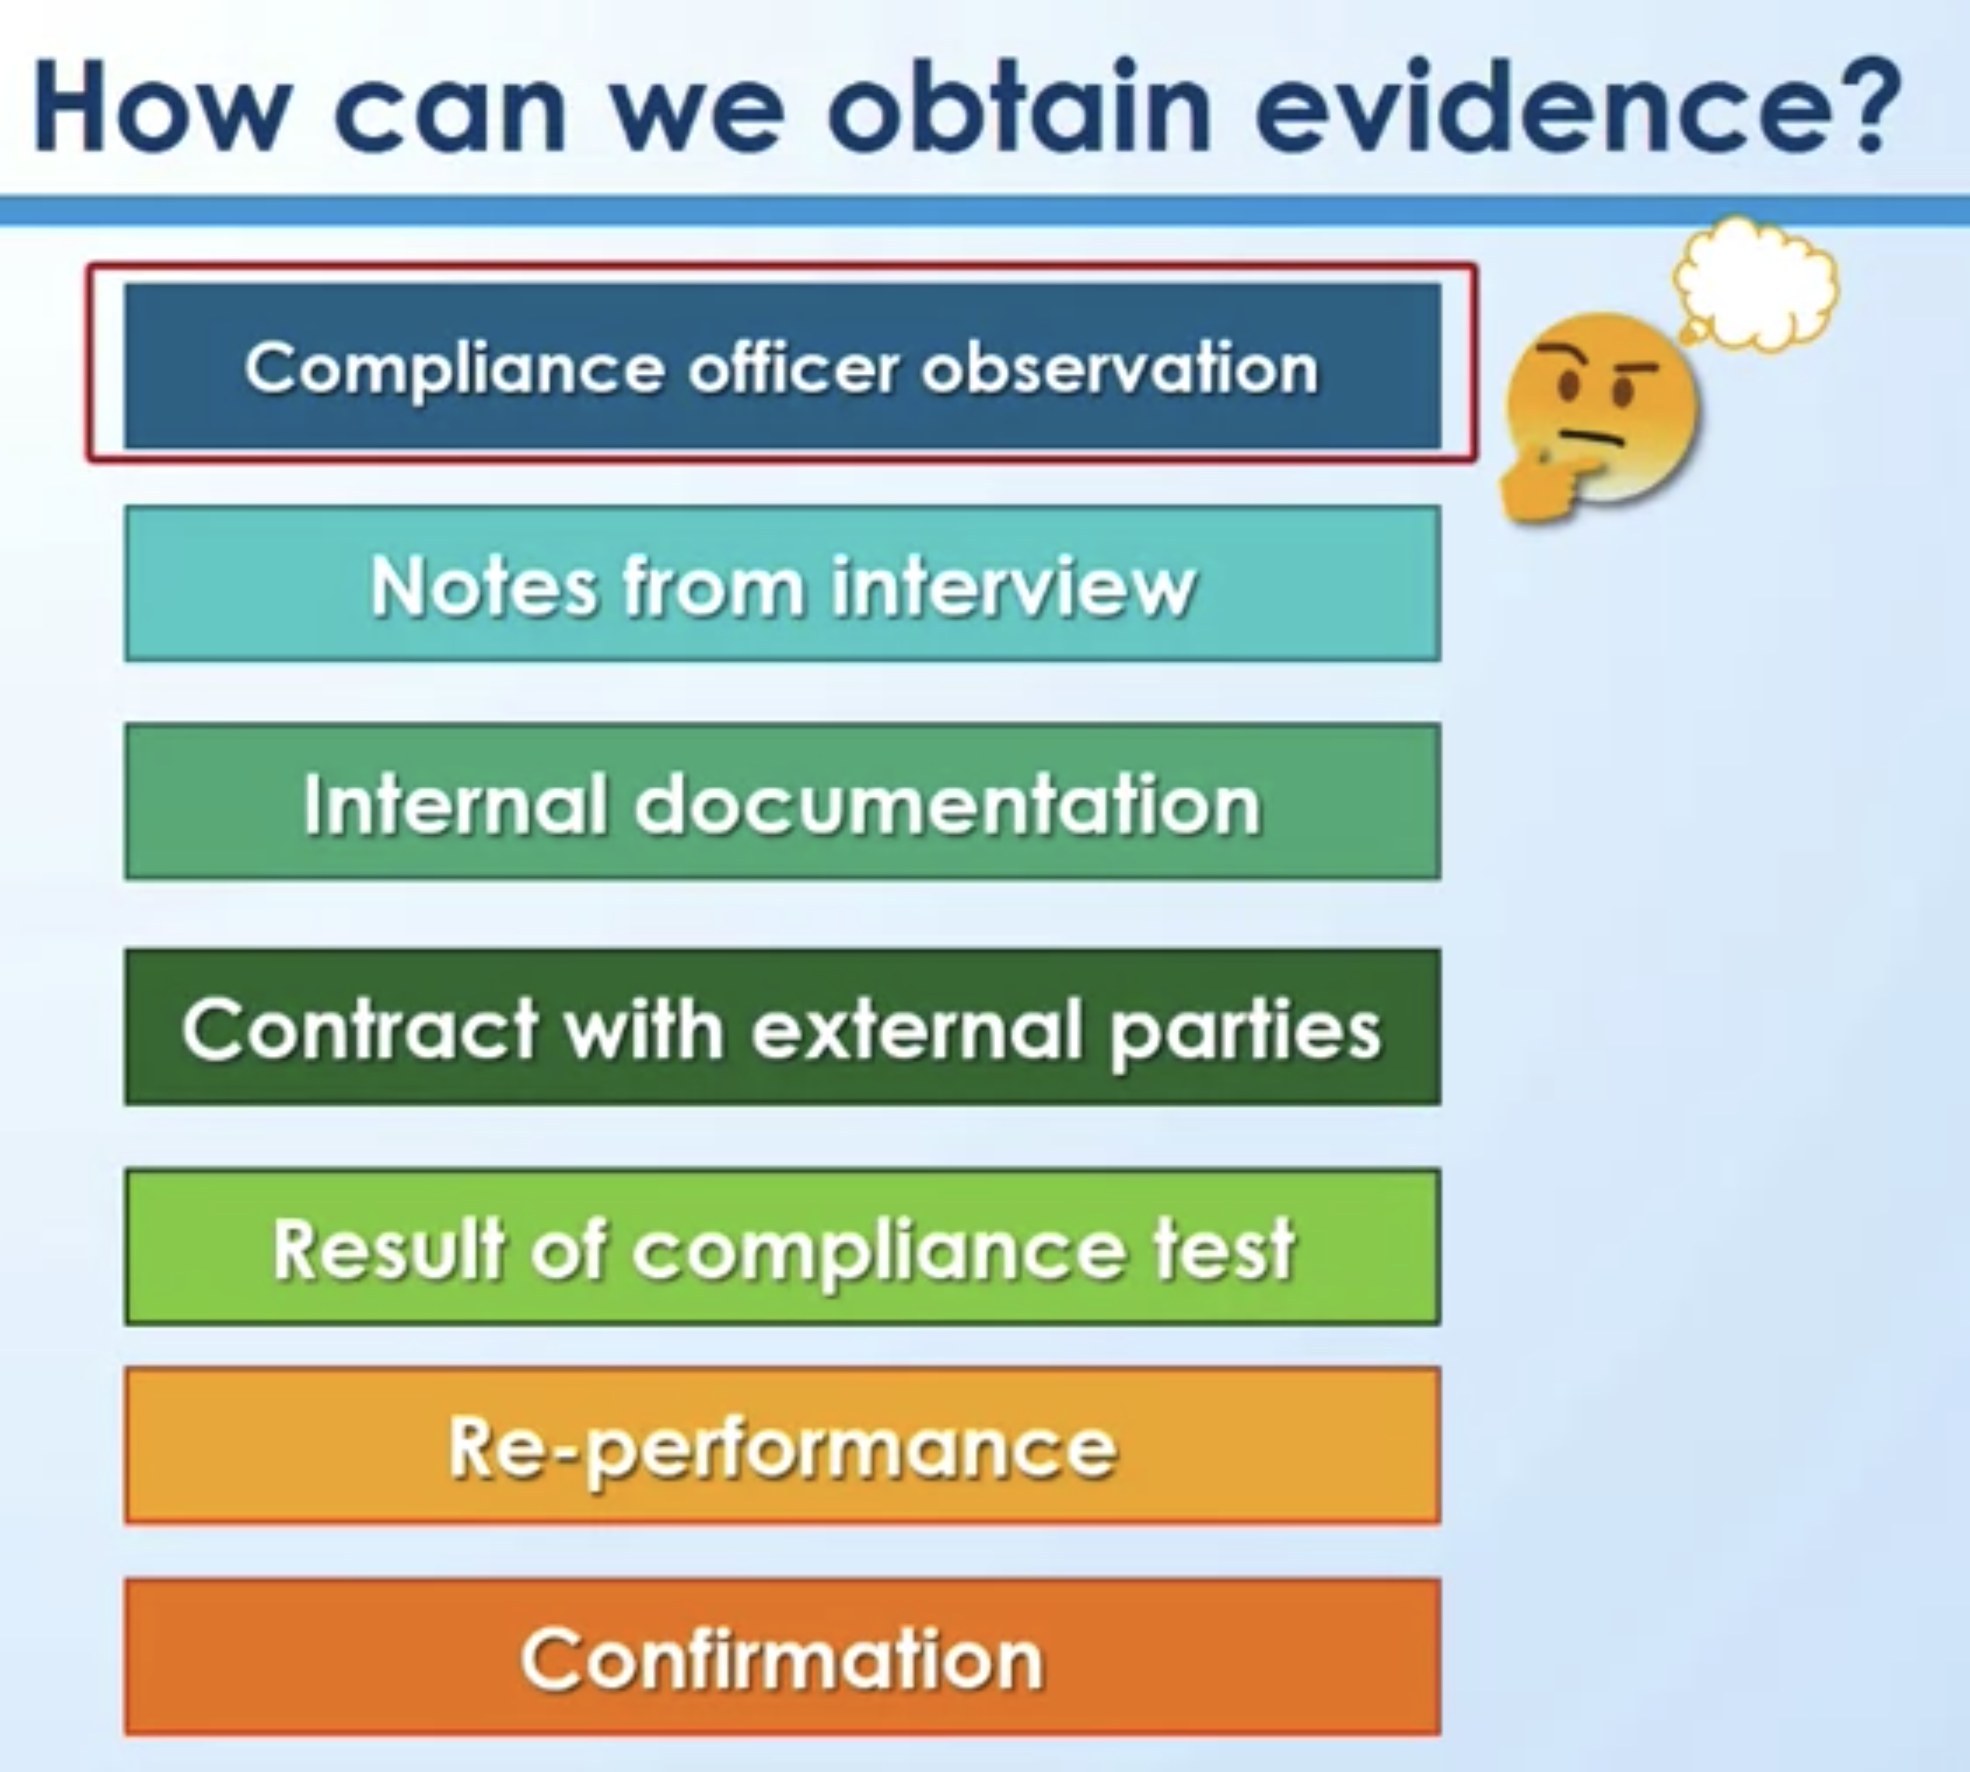 How can we obtain evidence?
Compliance officer observation
Notes from interview
Internal documentation
Contract with external parties
Result of compliance test
Re-performance
Confirmation